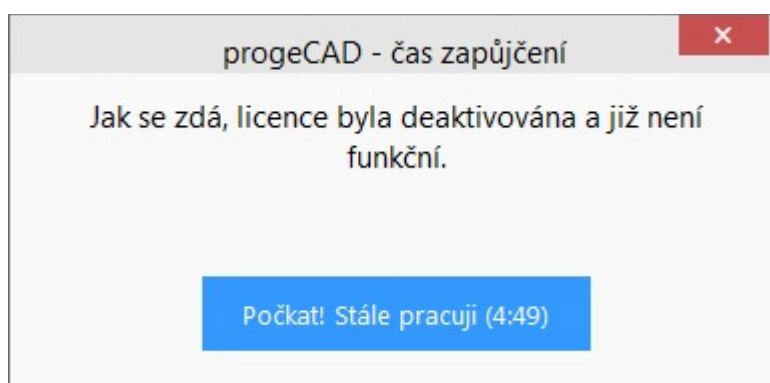 progeCAD - čas zapůjčení
Jak se zdá, licence byla deaktivována a již není
funkční.
Počkat! Stále pracuji (4:49)